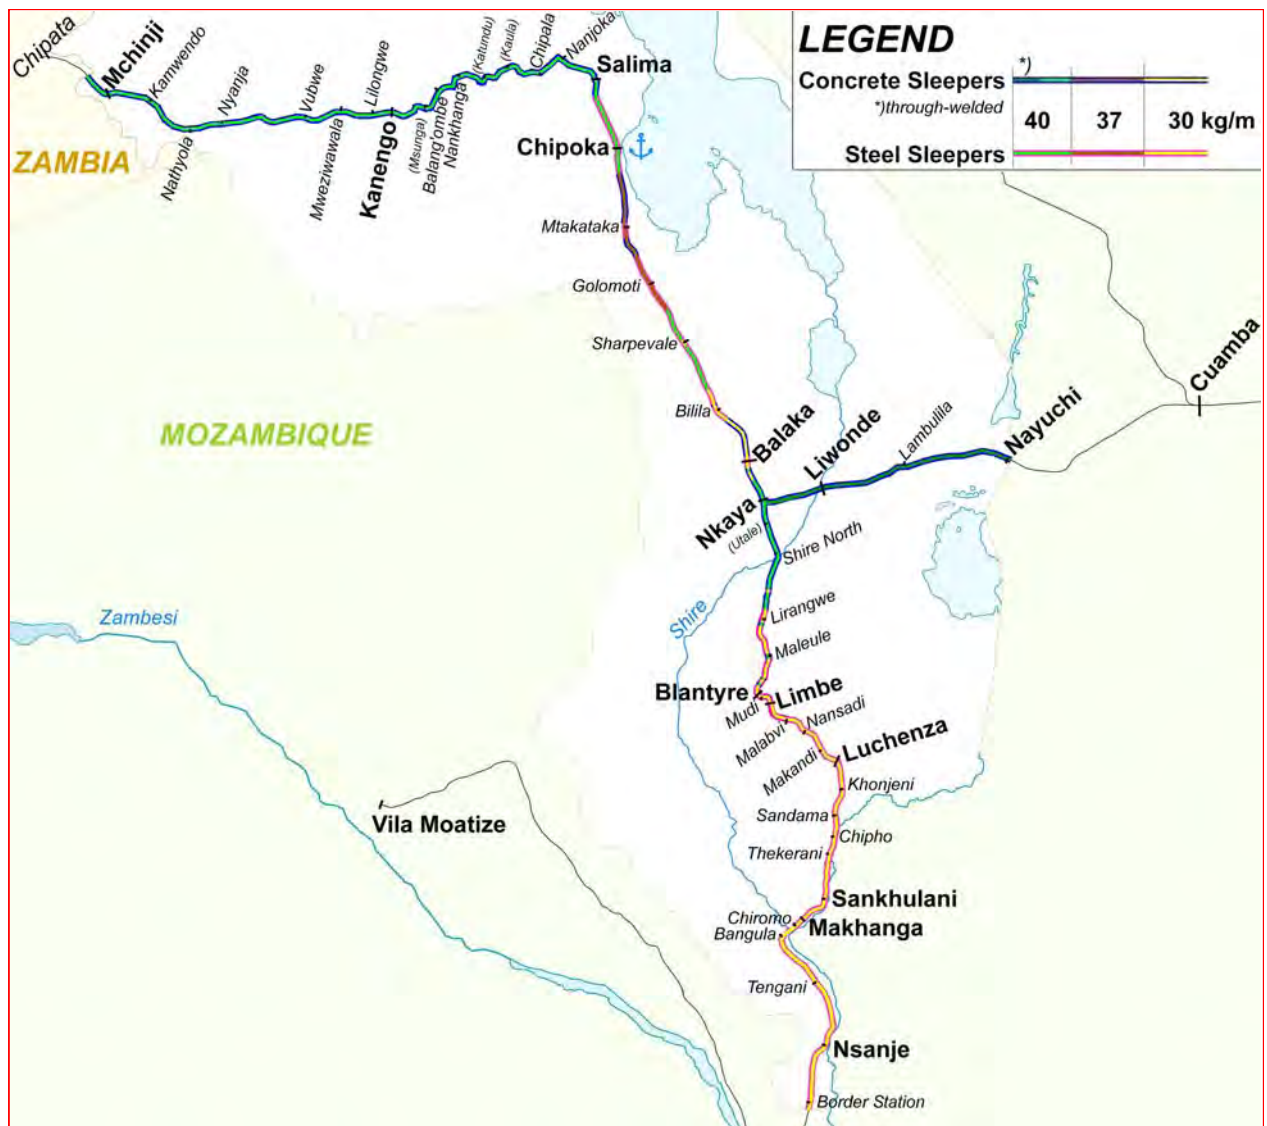 LEGEND
*)
Concrete Sleepers
*)through-welded
40 37 30 kg/m
Steel Sleepers
Chipata
Mchinji
Kamwendo
Nathyola
Nyanja
Vubwe
Mweziwawala
Lilongwe
Kanengo
(Msunga)
Balang'ombe
Nankhanga
(Katundu)
(Kaula)
Chipala
Nanjoka
Salima
ZAMBIA
Chipoka
Mtakataka
Golomoti
Sharpevale
Bilila
MOZAMBIQUE
Balaka
Liwonde
Lambulila
Nayuchi
Cuamba
Nkaya
(Utale)
Shire North
Zambesi
Shire
Lirangwe
Maleule
Blantyre
Limbe
Mudi
Malabvi
Nansadi
Makandi
Luchenza
Khonjeni
Vila Moatize
Sandama
Chipho
Thekerani
Sankhulani
Chiromo
Makhanga
Bangula
Tengani
Nsanje
Border Station